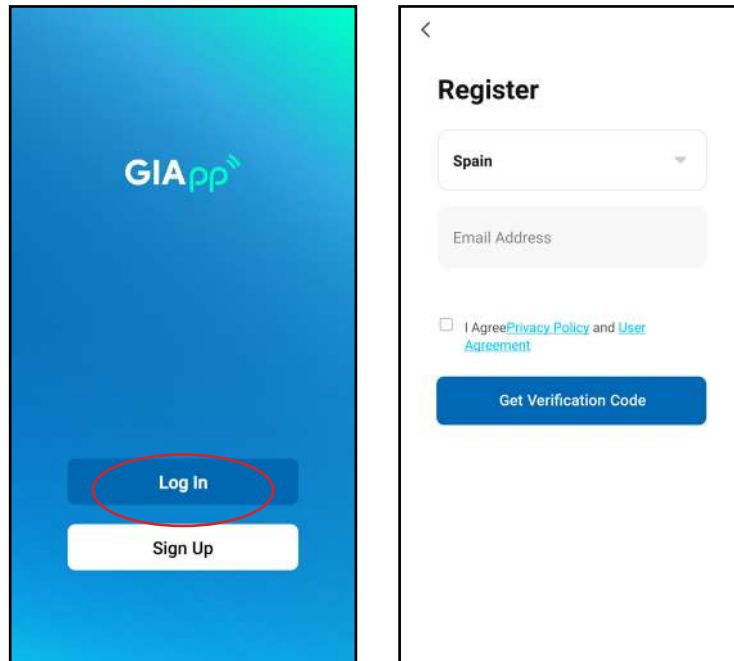 GIApp
Log In
Sign Up
Register
Spain
Email Address
I AgreePrivacy Policy and User
Agreement
Get Verification Code